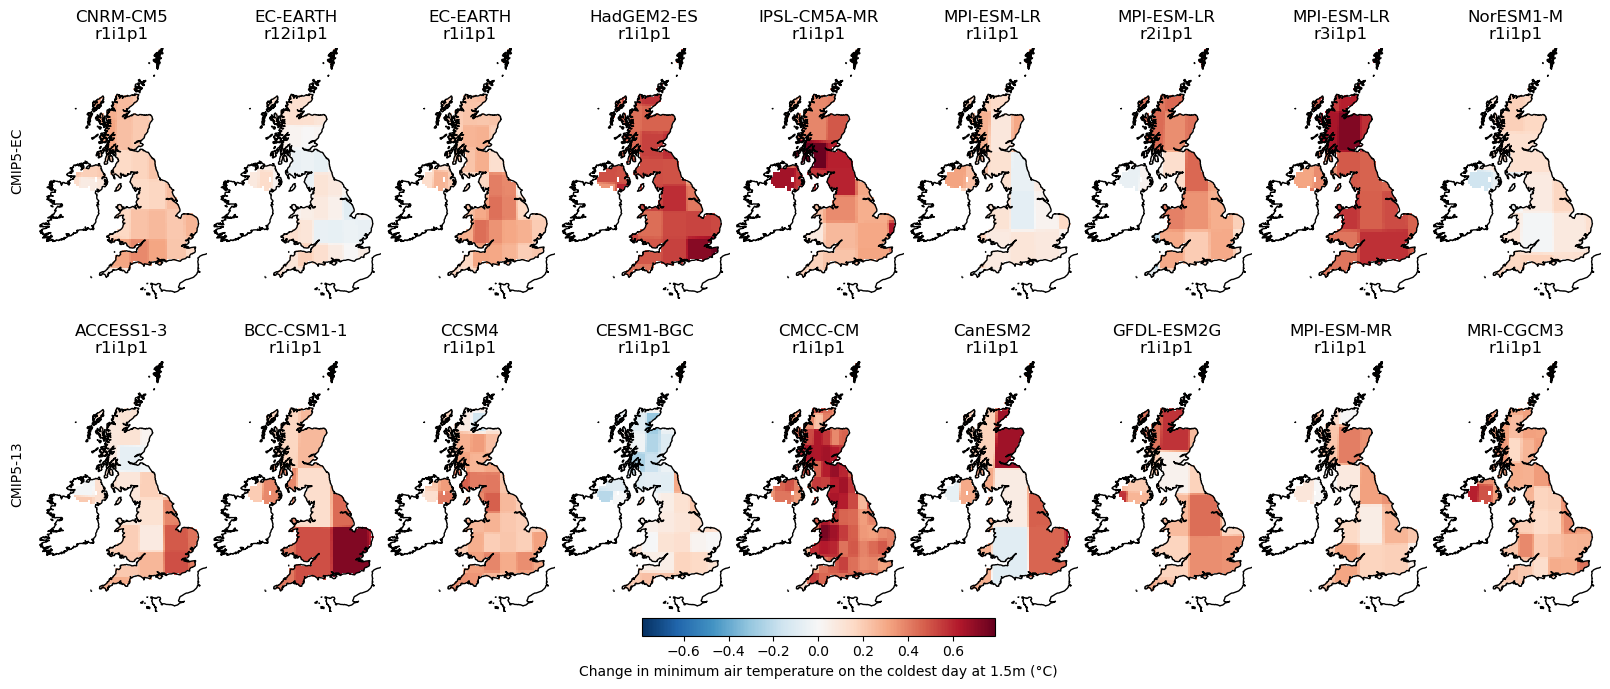 CNRM-CM5
r1i1p1
EC-EARTH
r12i1p1
EC-EARTH
r1i1p1
HadGEM2-ES
r1i1p1
IPSL-CM5A-MR
r1i1p1
MPI-ESM-LR
r1i1p1
MPI-ESM-LR
r2i1p1
MPI-ESM-LR
r3i1p1
NorESM1-M
r1i1p1
CMIP5-EC
ACCESS1-3
r1i1p1
BCC-CSM1-1
r1i1p1
CCSM4
r1i1p1
CESM1-BGC
r1i1p1
CMCC-CM
r1i1p1
CanESM2
r1i1p1
GFDL-ESM2G
r1i1p1
MPI-ESM-MR
r1i1p1
MRI-CGCM3
r1i1p1
CMIP5-13
−0.6 −0.4 −0.2 0.0 0.2 0.4 0.6
Change in minimum air temperature on the coldest day at 1.5m (°C)